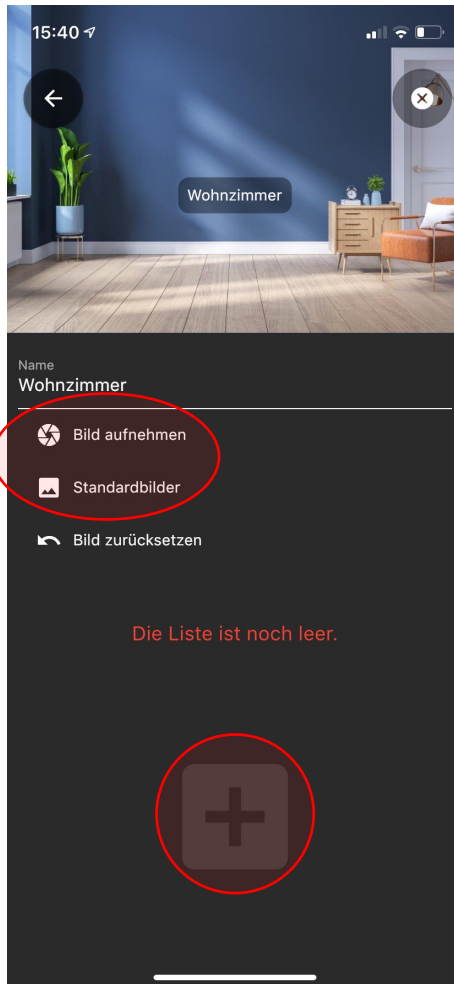 15:40
Wohnzimmer
Name
Wohnzimmer
Bild aufnehmen
Standardbilder
Bild zurücksetzen
Die Liste ist noch leer.